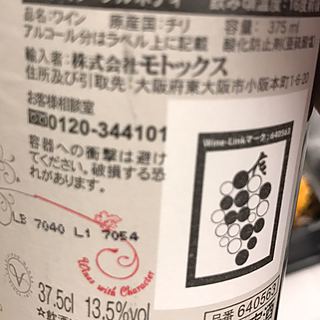 品名:ワイン 原産国:チリ 容量: 375 ml
アルコール分はラベル上に記載 酸化防止剤(亜硫酸塩)
輸入者:株式会社モトックス
住所及び引取先:大阪府東大阪市小阪本町1-6-20
お客様相談室
0120-344101
容器への衝撃は避け
てください。破損する恐
れがあります。
Wine-Linkマーク:640563
LE 7040 L1 7054
Wines with Character
37.5cl 13.5%vol
品番 640563